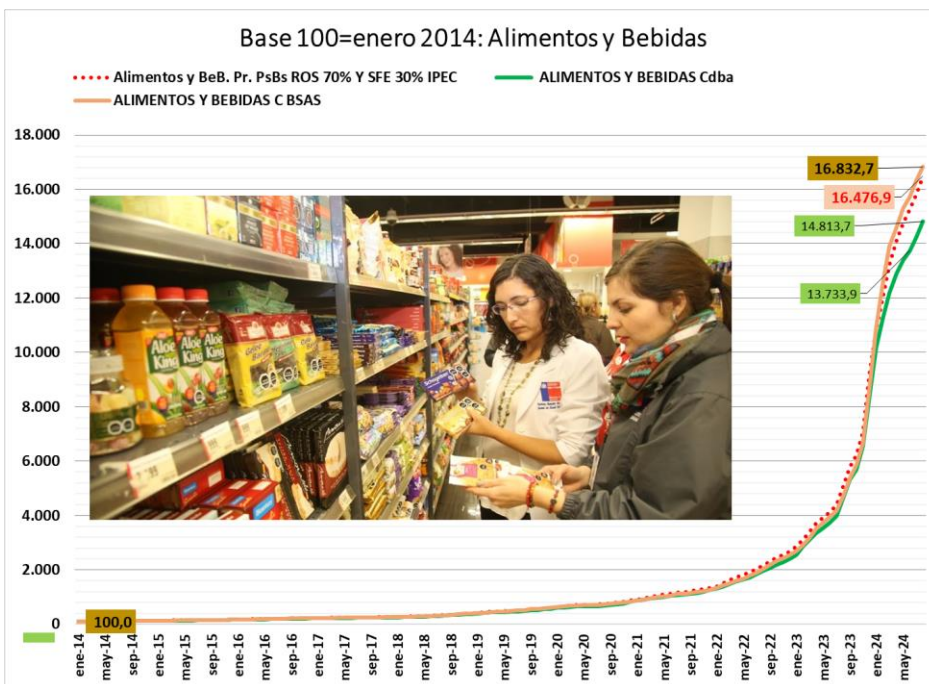 Base 100=enero 2014: Alimentos y Bebidas
Alimentos y BeB. Pr. PsBs ROS 70% Y SFE 30% IPEC
ALIMENTOS Y BEBIDAS Cdba
ALIMENTOS Y BEBIDAS C BSAS
18.000
16.000
14.000
12.000
10.000
8.000
6.000
4.000
2.000
0
16.832,7
16.476,9
14.813,7
13.733,9
100,0
Aloe King
Aloe King
Aloe King
ene-14
may-14
sep-14
ene-15
may-15
sep-15
ene-16
may-16
sep-16
ene-17
may-17
sep-17
ene-18
may-18
sep-18
ene-19
may-19
sep-19
ene-20
may-20
sep-20
ene-21
may-21
sep-21
ene-22
may-22
sep-22
ene-23
may-23
sep-23
ene-24
may-24